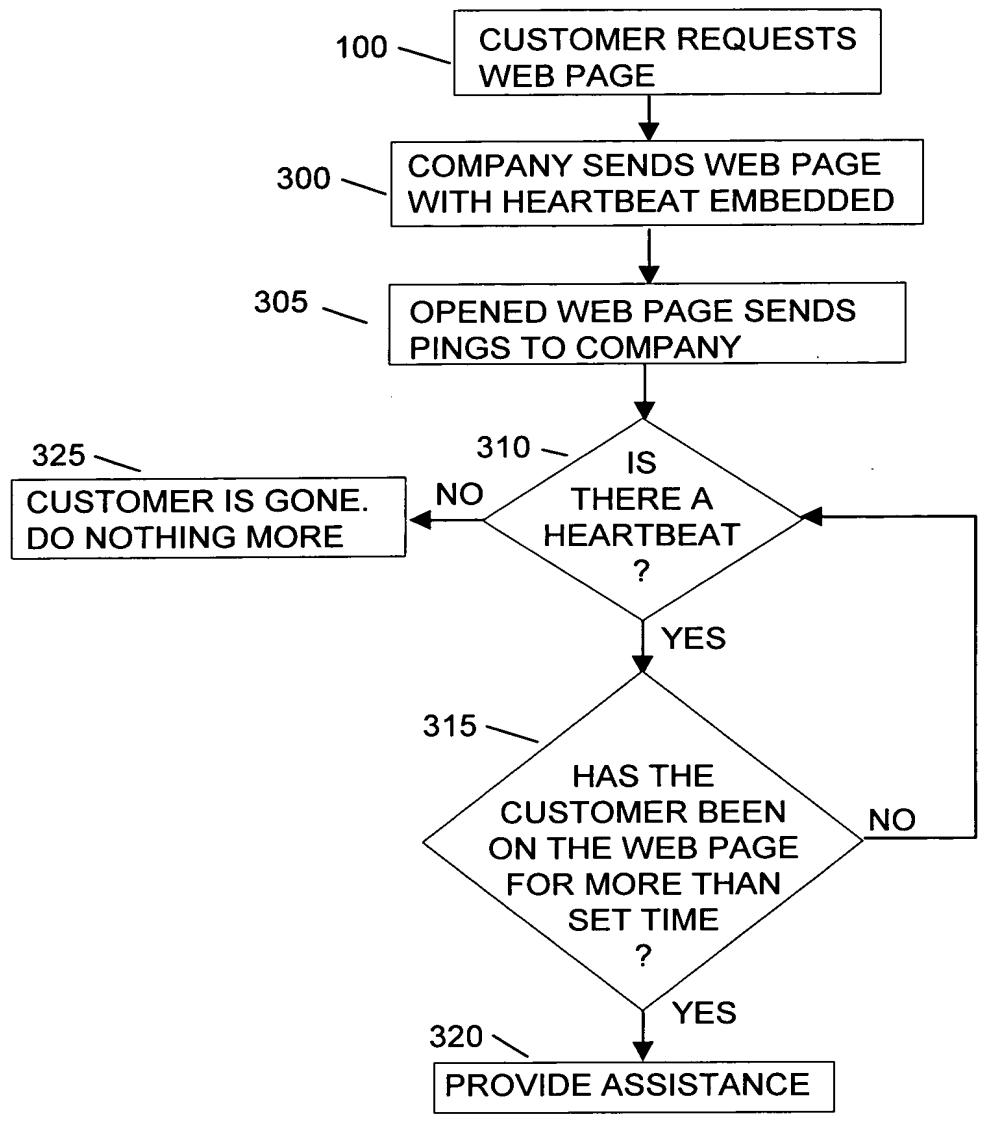 100
CUSTOMER REQUESTS
WEB PAGE
300
COMPANY SENDS WEB PAGE
WITH HEARTBEAT EMBEDDED
305
OPENED WEB PAGE SENDS
PINGS TO COMPANY
310
IS
THERE A
HEARTBEAT
?
NO
325
CUSTOMER IS GONE.
DO NOTHING MORE
YES
315
HAS THE
CUSTOMER BEEN
ON THE WEB PAGE
FOR MORE THAN
SET TIME
?
NO
YES
320
PROVIDE ASSISTANCE